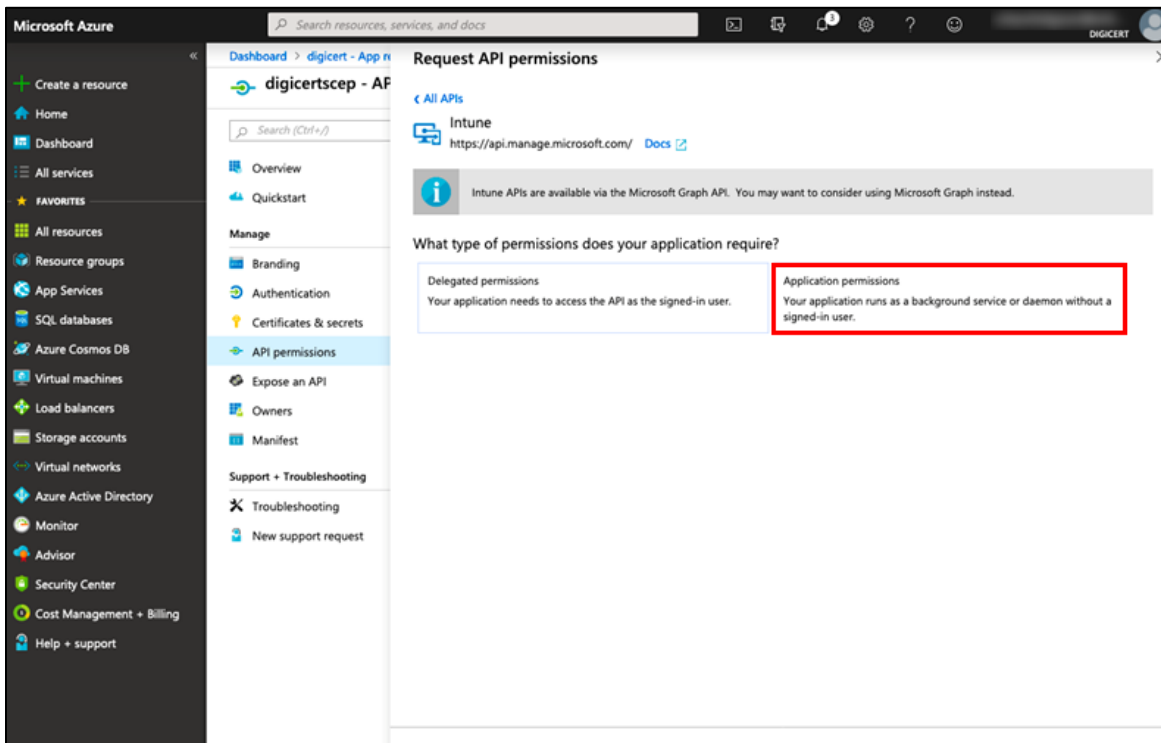 Microsoft Azure
Search resources, services, and docs
3
?
DIGICERT
«
Create a resource
Home
Dashboard
All services
FAVORITES
All resources
Resource groups
App Services
SQL databases
Azure Cosmos DB
Virtual machines
Load balancers
Storage accounts
Virtual networks
Azure Active Directory
Monitor
Advisor
Security Center
Cost Management + Billing
Help + support
Dashboard > digicert - App re
digicertscep - AP
Search (Ctrl+/)
Overview
Quickstart
Manage
Branding
Authentication
Certificates & secrets
API permissions
Expose an API
Owners
Manifest
Support + Troubleshooting
Troubleshooting
New support request
Request API permissions
All APIs
Intune
https://api.manage.microsoft.com/ Docs
Intune APIs are available via the Microsoft Graph API. You may want to consider using Microsoft Graph instead.
What type of permissions does your application require?
Delegated permissions
Your application needs to access the API as the signed-in user.
Application permissions
Your application runs as a background service or daemon without a
signed-in user.